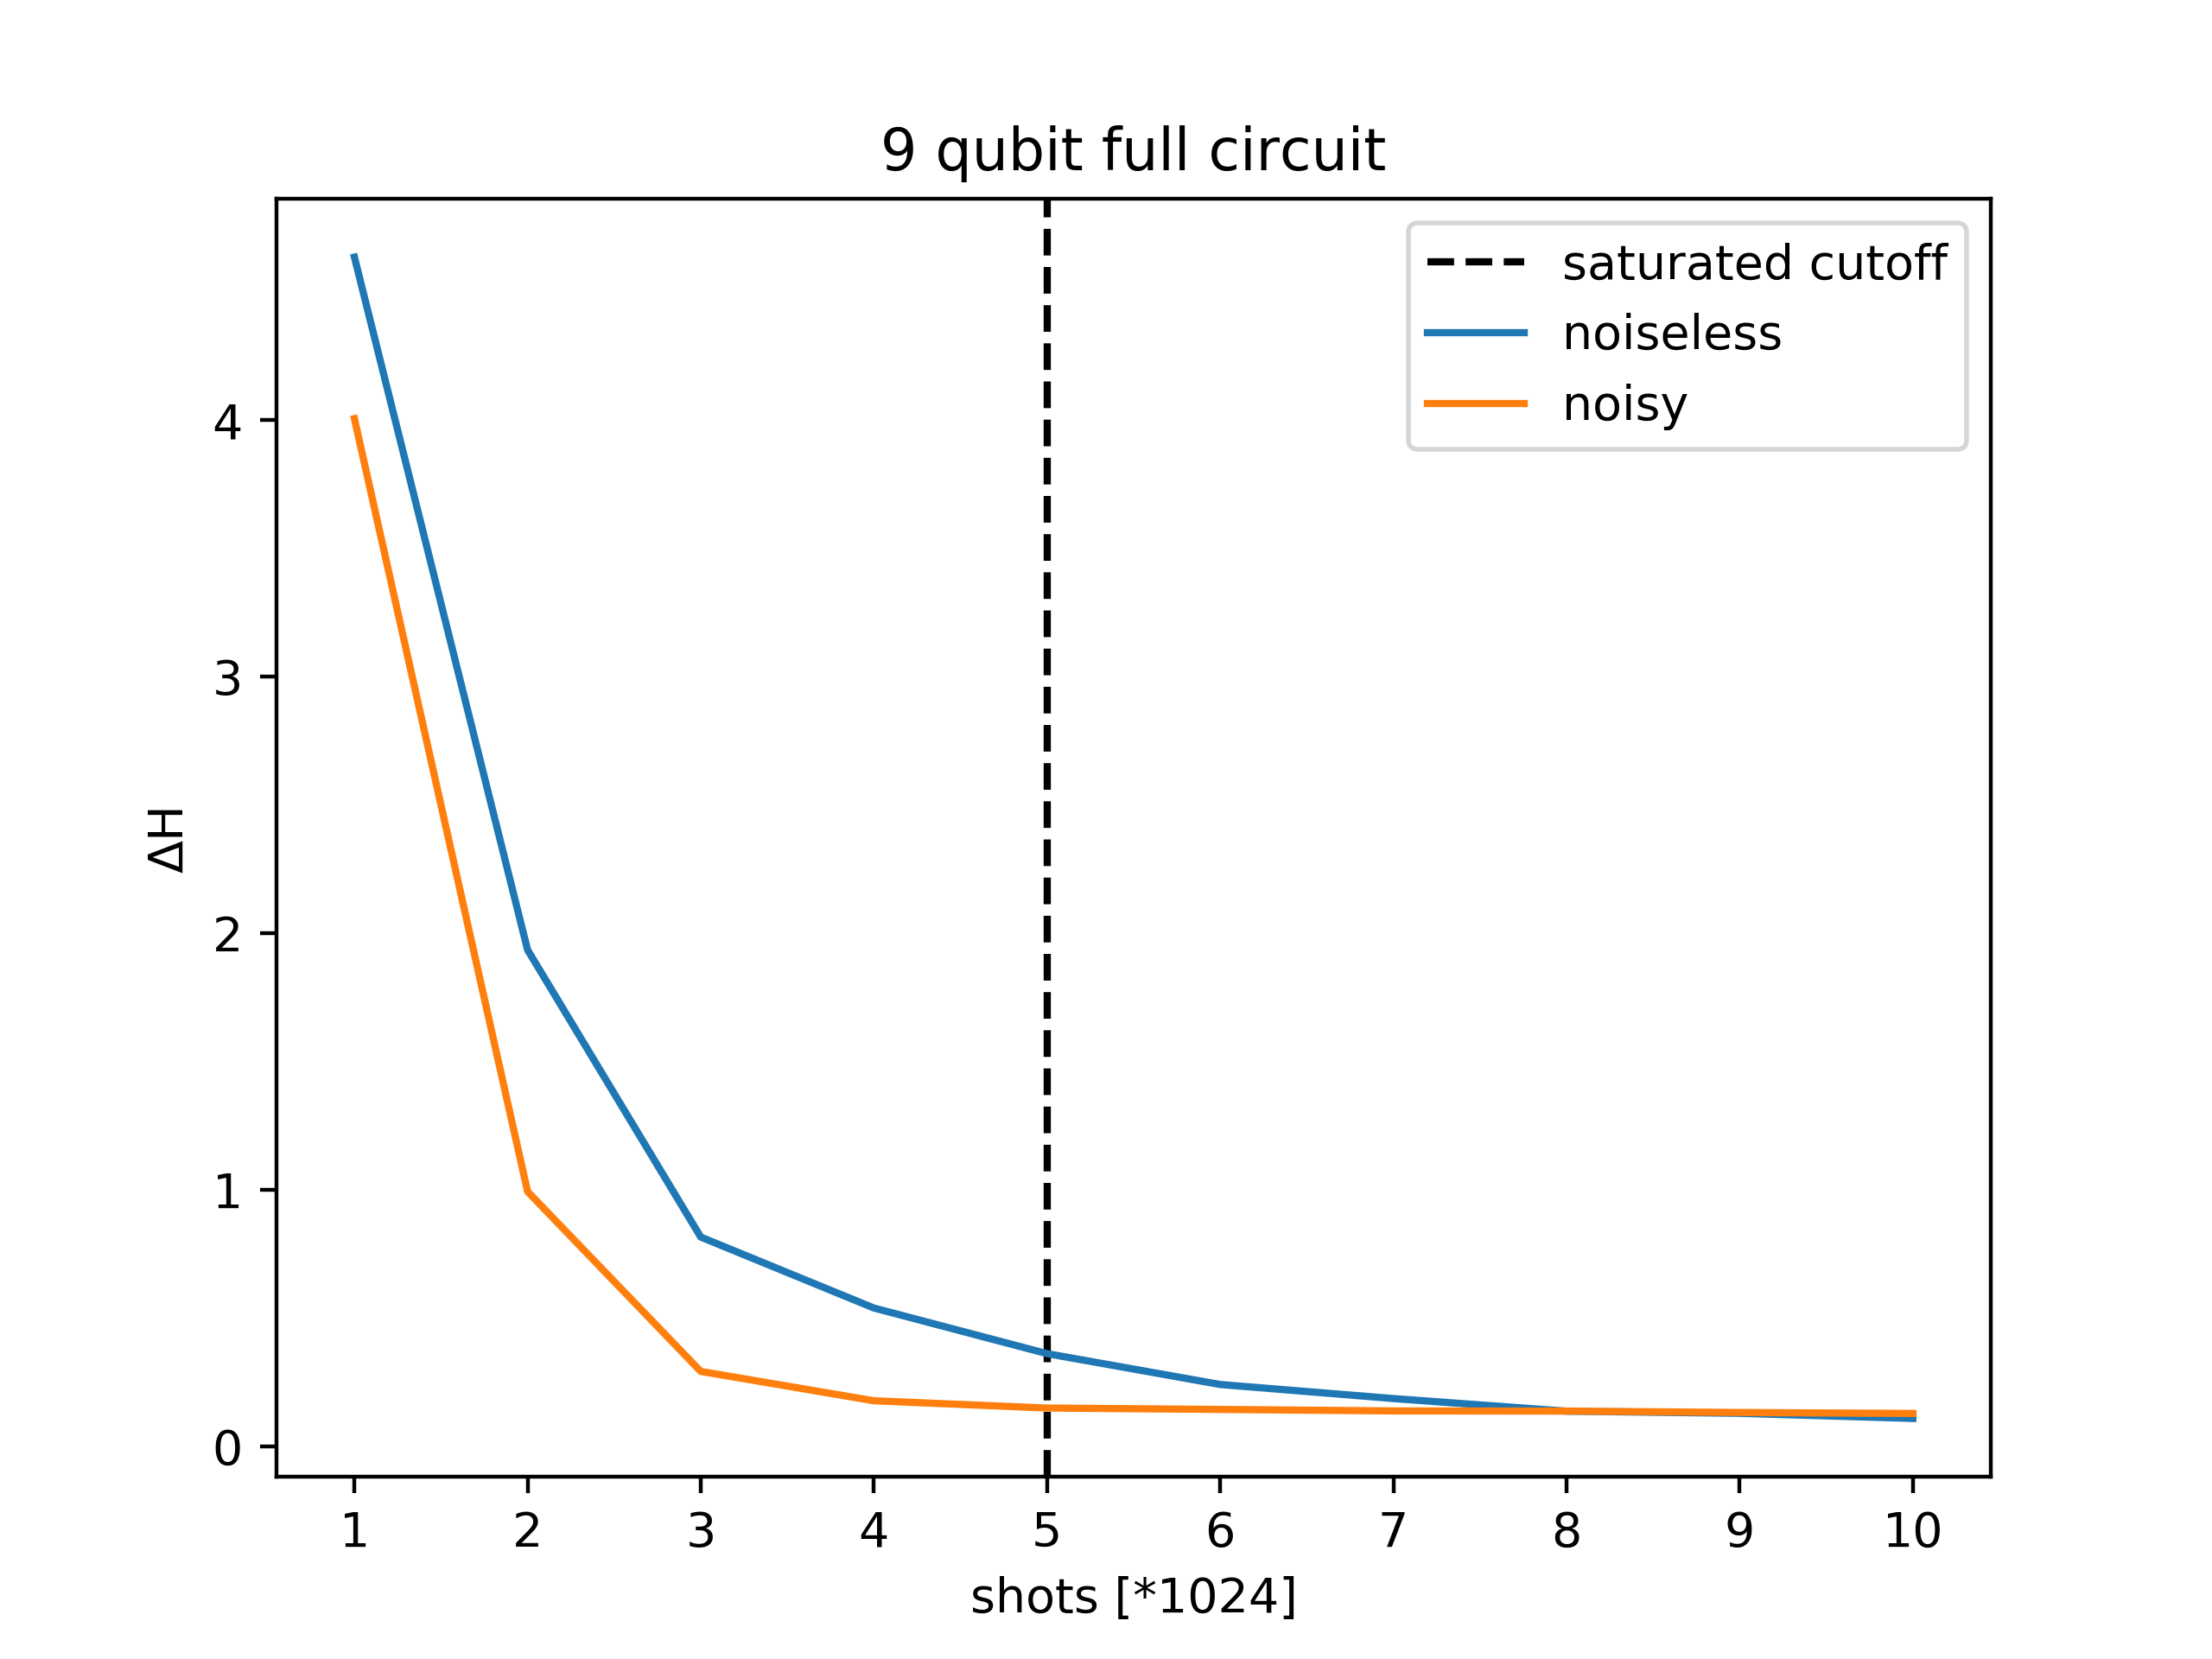 9 qubit full circuit
saturated cutoff
noiseless
noisy
4
3
2
1
0
ΔH
1 2 3 4 5 6 7 8 9 10
shots [*1024]